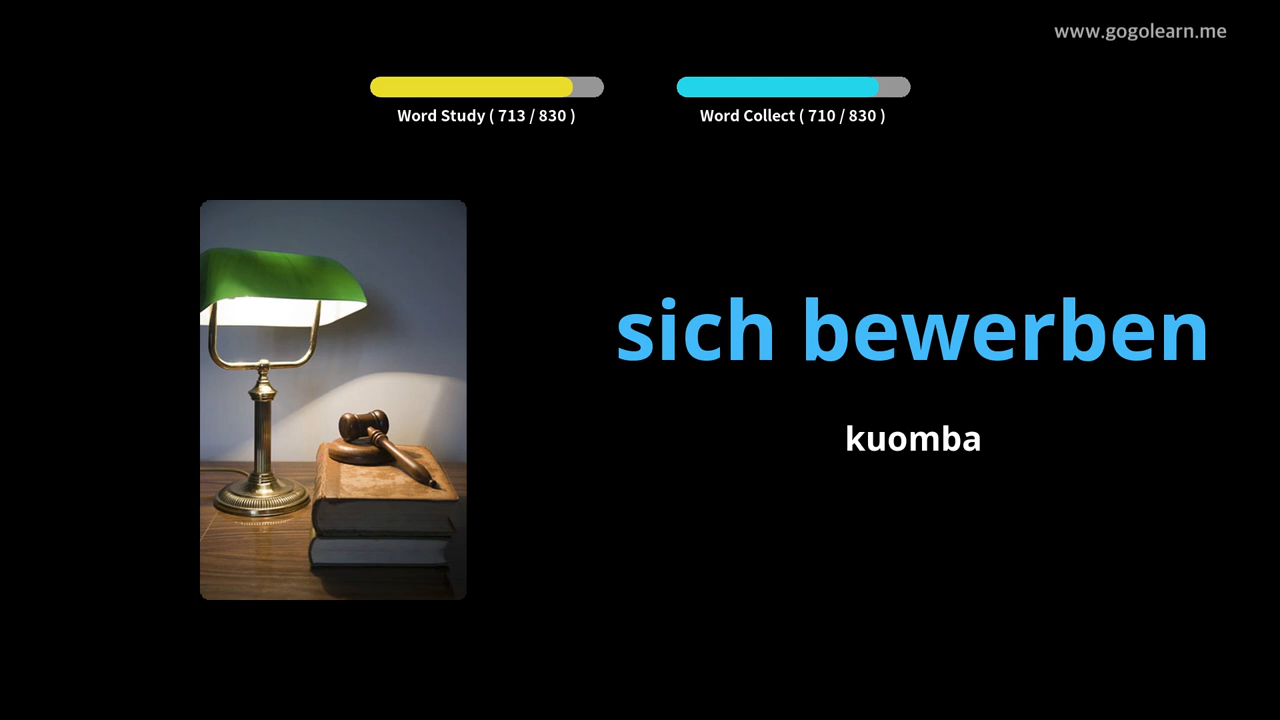 www.gogolearn.me
Word Study ( 713 / 830 )
Word Collect ( 710 / 830 )
sich bewerben
kuomba